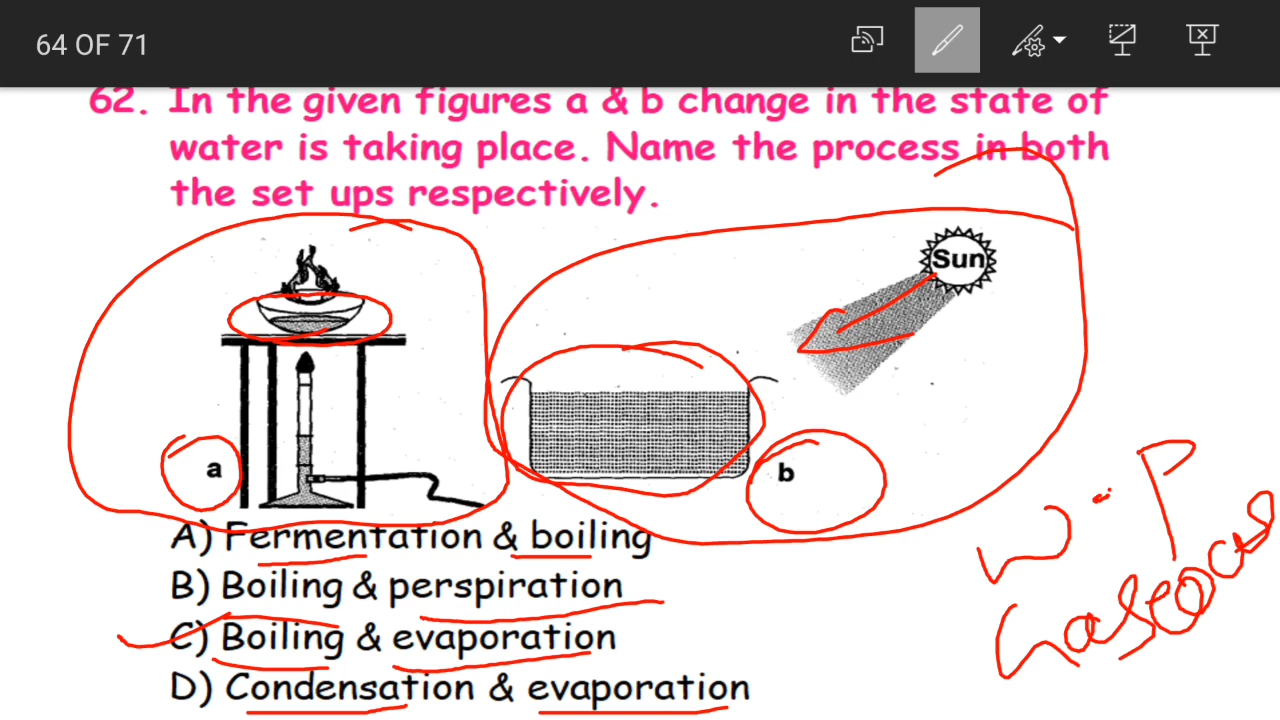 64 OF 71
62. In the given figures a & b change in the state of
water is taking place. Name the process in both
the set ups respectively.
Sun
a
b
A) Fermentation & boiling
B) Boiling & perspiration
C) Boiling & evaporation
D) Condensation & evaporation
W - P
Gaseous